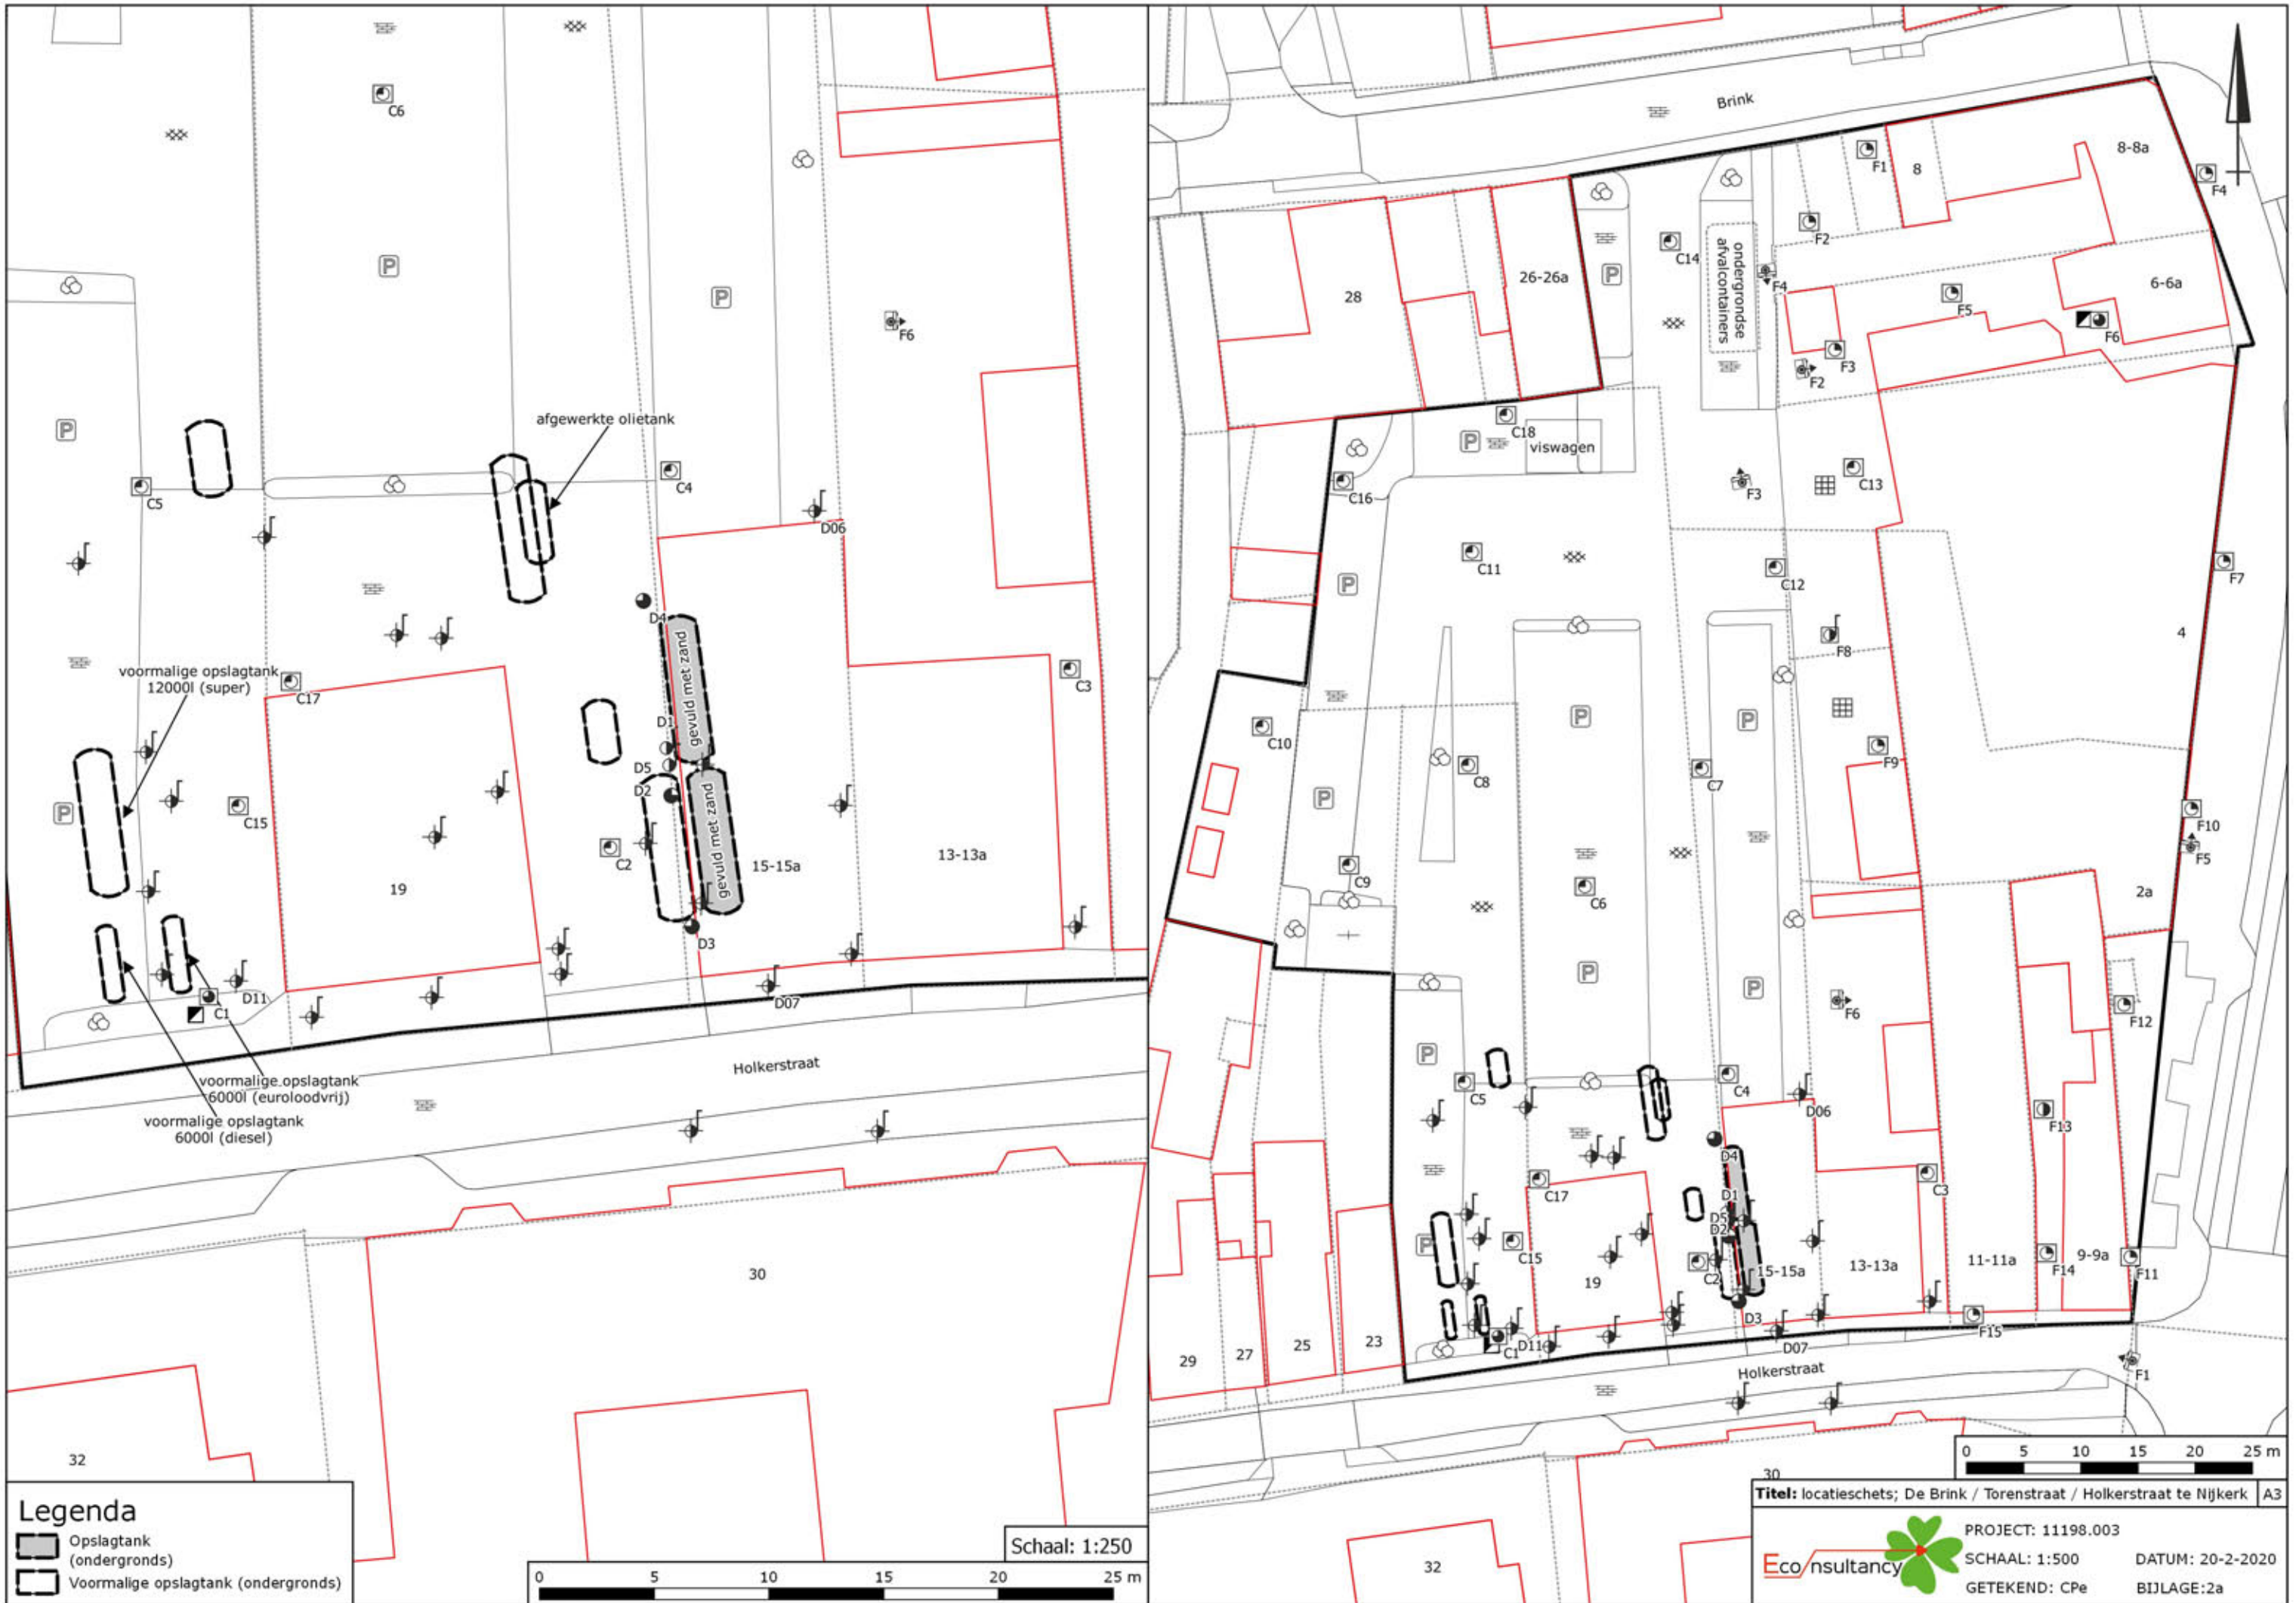 C6
P
P
F6
afgewerkte olietank
P
C5
C4
D06
D4
gevuld met zand
voormalige opslagtank
12000l (super)
C17
C3
D1
D5
D2
P
C15
C2
gevuld met zand
15-15a
13-13a
19
D3
D11
C1
D07
voormalige opslagtank
6000l (euroloodvrij)
voormalige opslagtank
6000l (diesel)
Holkerstraat
30
32
Legenda
Opslagtank
(ondergronds)
Voormalige opslagtank (ondergronds)
Schaal: 1:250
0 5 10 15 20 25 m
Brink
8-8a
F1
8
F4
F2
C14
ondergrondse
afvalcontainers
P
26-26a
28
F4
6-6a
F5
F6
F3
F2
C18
P
viswagen
C16
F3
C13
C11
P
C12
F7
F8
4
C10
P
P
F9
C8
C7
P
F10
F5
C9
C6
2a
P
P
F6
F12
P
C5
C4
D06
F13
D4
C17
C3
D1
D5
D2
P
C15
C2
15-15a
13-13a
11-11a
F14
9-9a
F11
19
D3
F15
29
27
25
23
C1
D11
D07
Holkerstraat
F1
30
32
0 5 10 15 20 25 m
Titel: locatieschets; De Brink / Torenstraat / Holkerstraat te Nijkerk A3
Eco nsultancy
PROJECT: 11198.003
SCHAAL: 1:500 DATUM: 20-2-2020
GETEKEND: CPe BIJLAGE:2a